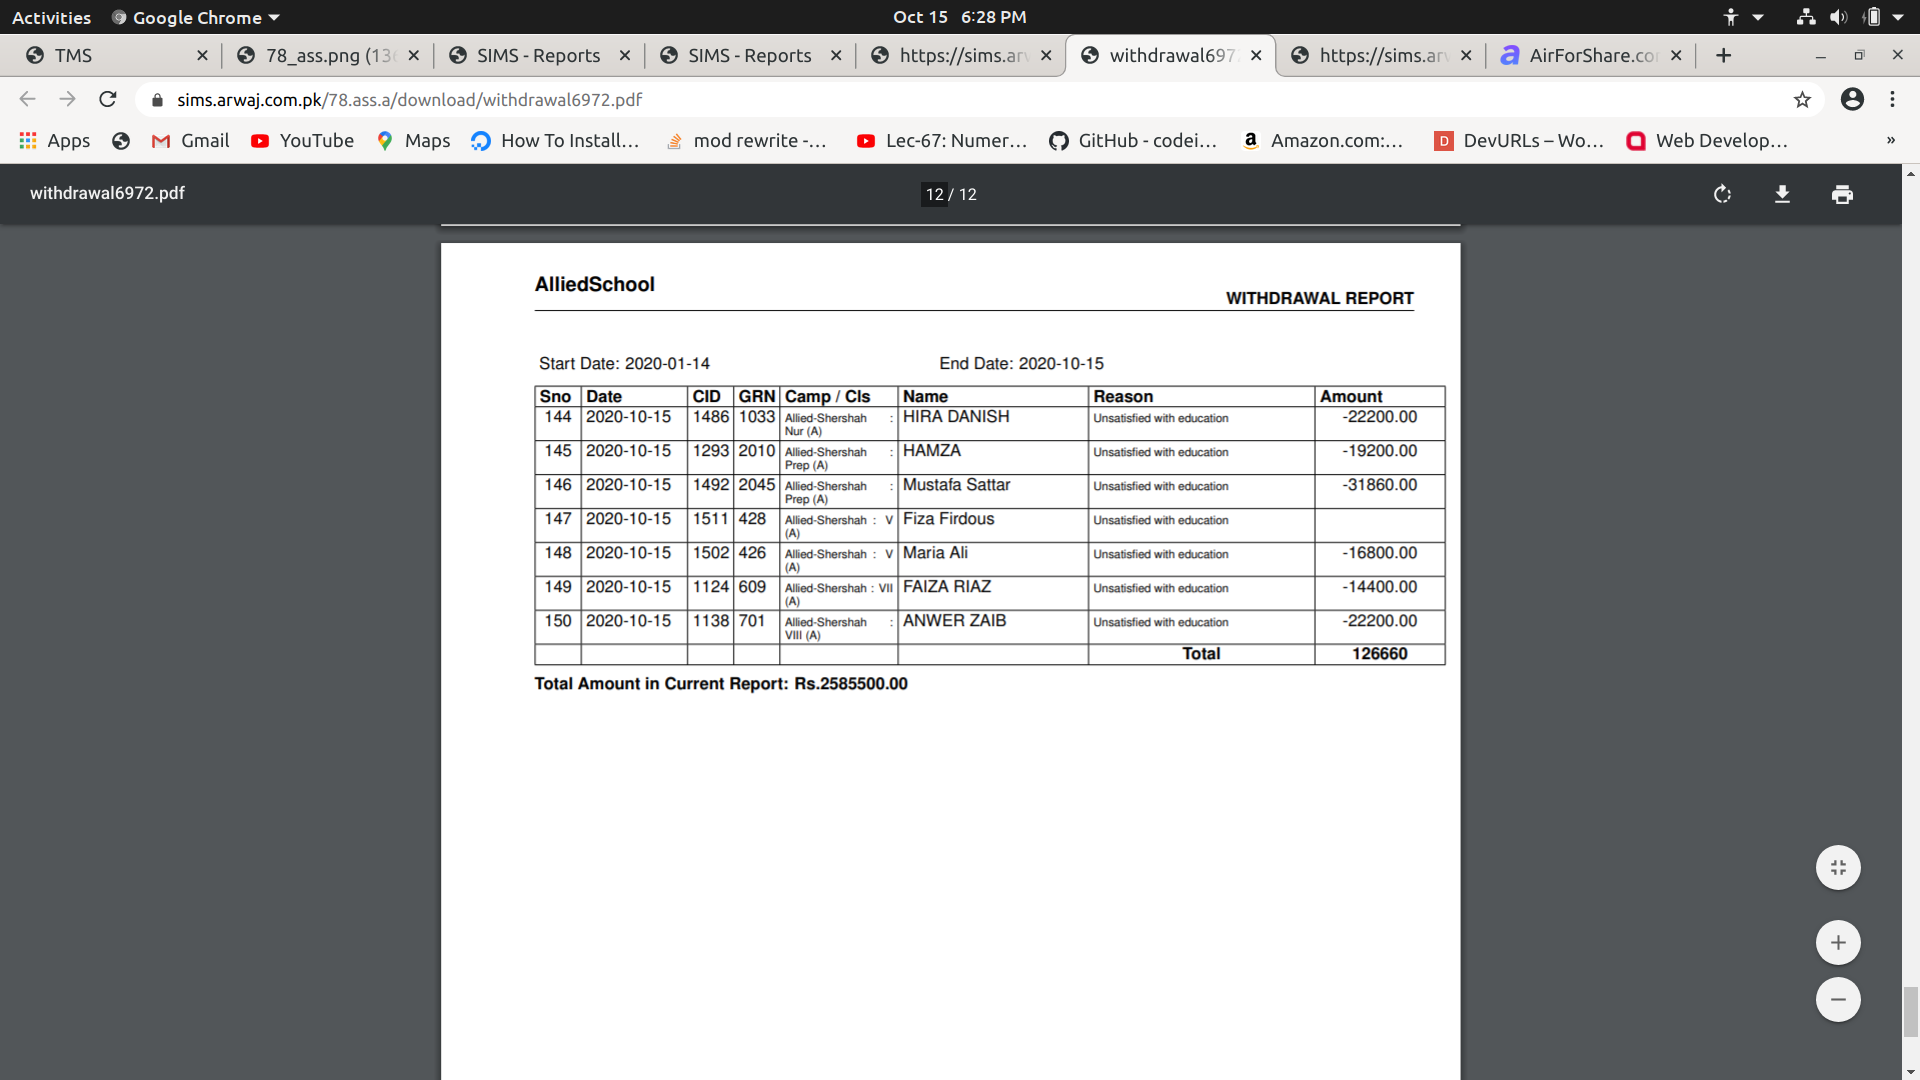 Activities Google Chrome Oct 15 6:28 PM
TMS 78_ass.png (136 SIMS - Reports SIMS - Reports https://sims.arw withdrawal697 https://sims.arw AirForShare.co
sims.arwaj.com.pk/78.ass.a/download/withdrawal6972.pdf
Apps Gmail YouTube Maps How To Install... mod rewrite -... Lec-67: Numer... GitHub - codei... Amazon.com:... DevURLs – Wo... Web Develop... »
withdrawal6972.pdf 12 / 12
AlliedSchool
WITHDRAWAL REPORT
Start Date: 2020-01-14 End Date: 2020-10-15
Sno Date CID GRN Camp / Cls Name Reason Amount
144 2020-10-15 1486 1033 Allied-Shershah : HIRA DANISH Unsatisfied with education -22200.00
Nur (A)
145 2020-10-15 1293 2010 Allied-Shershah : HAMZA Unsatisfied with education -19200.00
Prep (A)
146 2020-10-15 1492 2045 Allied-Shershah : Mustafa Sattar Unsatisfied with education -31860.00
Prep (A)
147 2020-10-15 1511 428 Allied-Shershah : V Fiza Firdous Unsatisfied with education
(A)
148 2020-10-15 1502 426 Allied-Shershah : V Maria Ali Unsatisfied with education -16800.00
(A)
149 2020-10-15 1124 609 Allied-Shershah : VII FAIZA RIAZ Unsatisfied with education -14400.00
(A)
150 2020-10-15 1138 701 Allied-Shershah : ANWER ZAIB Unsatisfied with education -22200.00
VIII (A)
Total 126660
Total Amount in Current Report: Rs.2585500.00